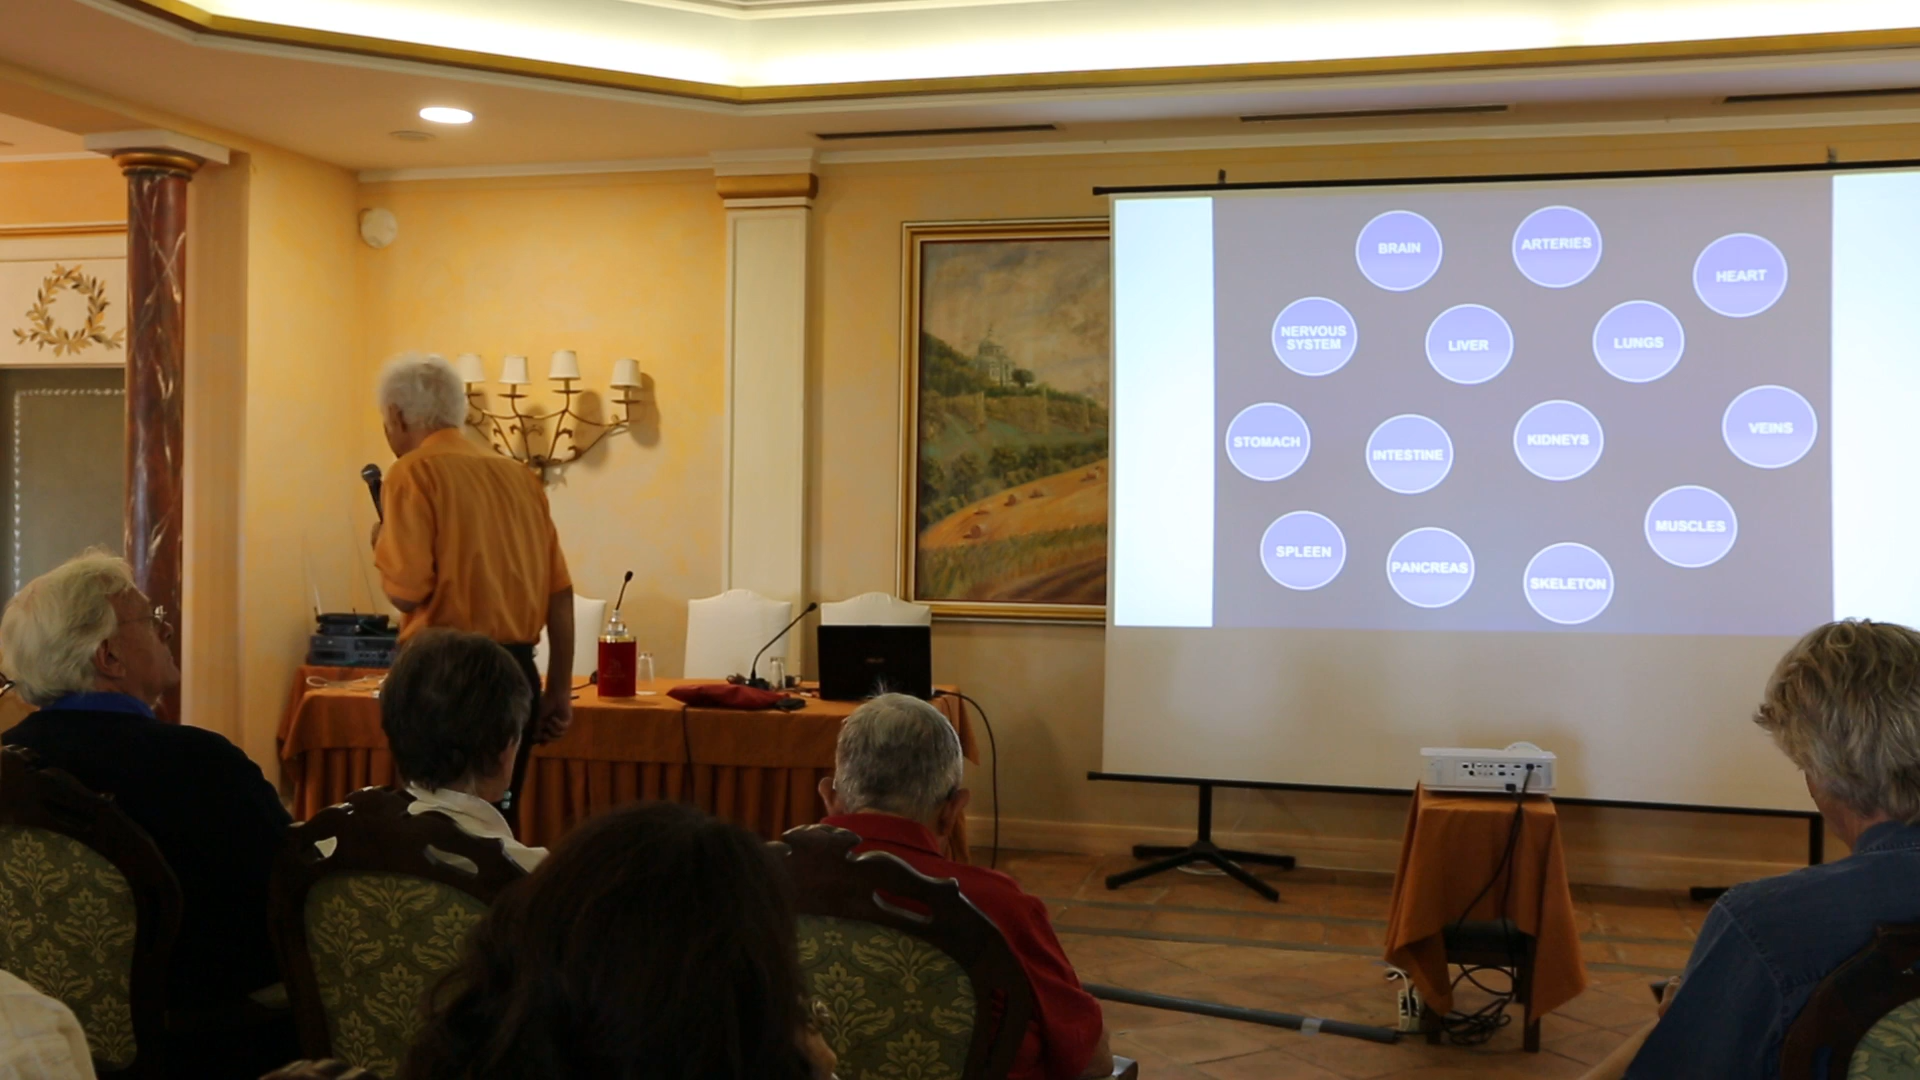 BRAIN
ARTERIES
HEART
NERVOUS
SYSTEM
LIVER
LUNGS
STOMACH
INTESTINE
KIDNEYS
VEINS
SPLEEN
PANCREAS
SKELETON
MUSCLES